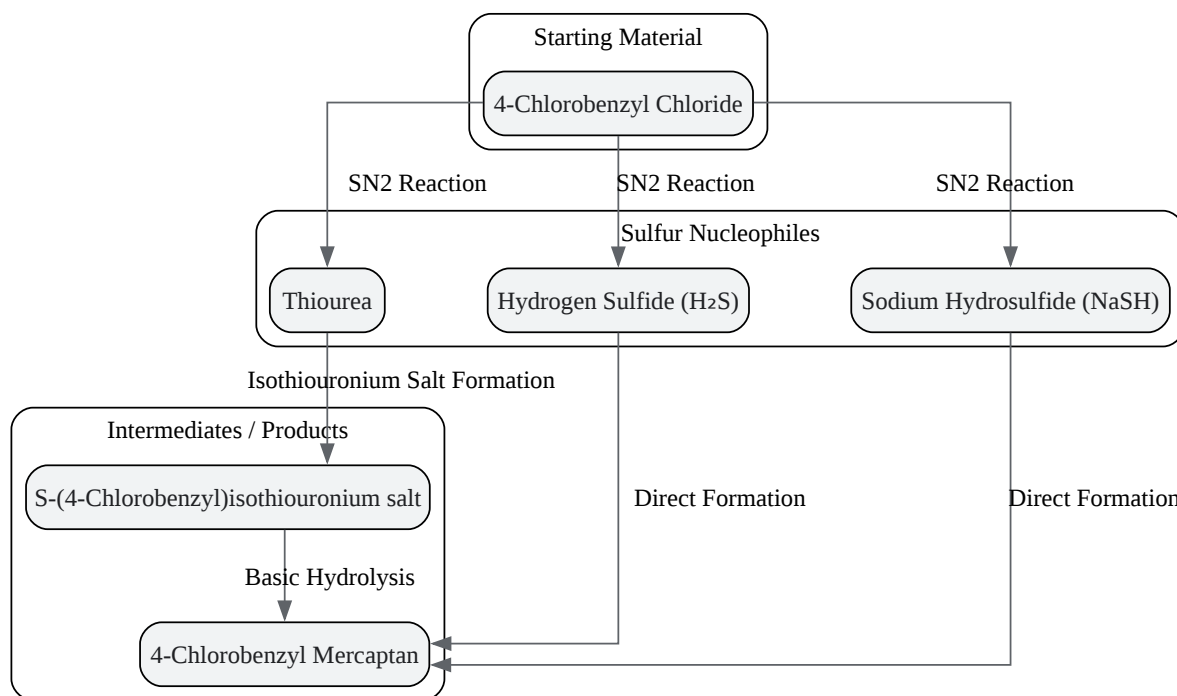 Starting Material
4-Chlorobenzyl Chloride
SN2 Reaction
SN2 Reaction
SN2 Reaction
Sulfur Nucleophiles
Thiourea
Hydrogen Sulfide (H₂S)
Sodium Hydrosulfide (NaSH)
Isothiouronium Salt Formation
Intermediates / Products
S-(4-Chlorobenzyl)isothiouronium salt
Direct Formation
Direct Formation
Basic Hydrolysis
4-Chlorobenzyl Mercaptan